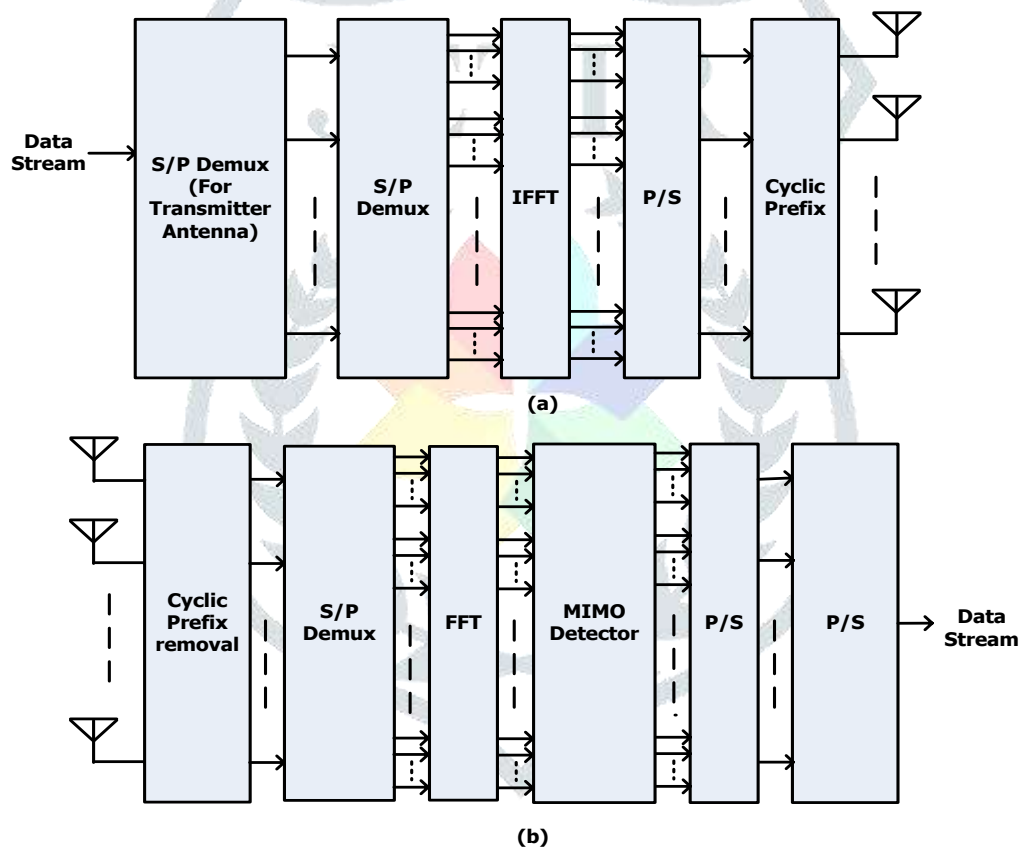 Data
Stream
S/P Demux
(For
Transmitter
Antenna)
S/P
Demux
IFFT
P/S
Cyclic
Prefix
(a)
Cyclic
Prefix
removal
S/P
Demux
FFT
MIMO
Detector
P/S
P/S
Data
Stream
(b)